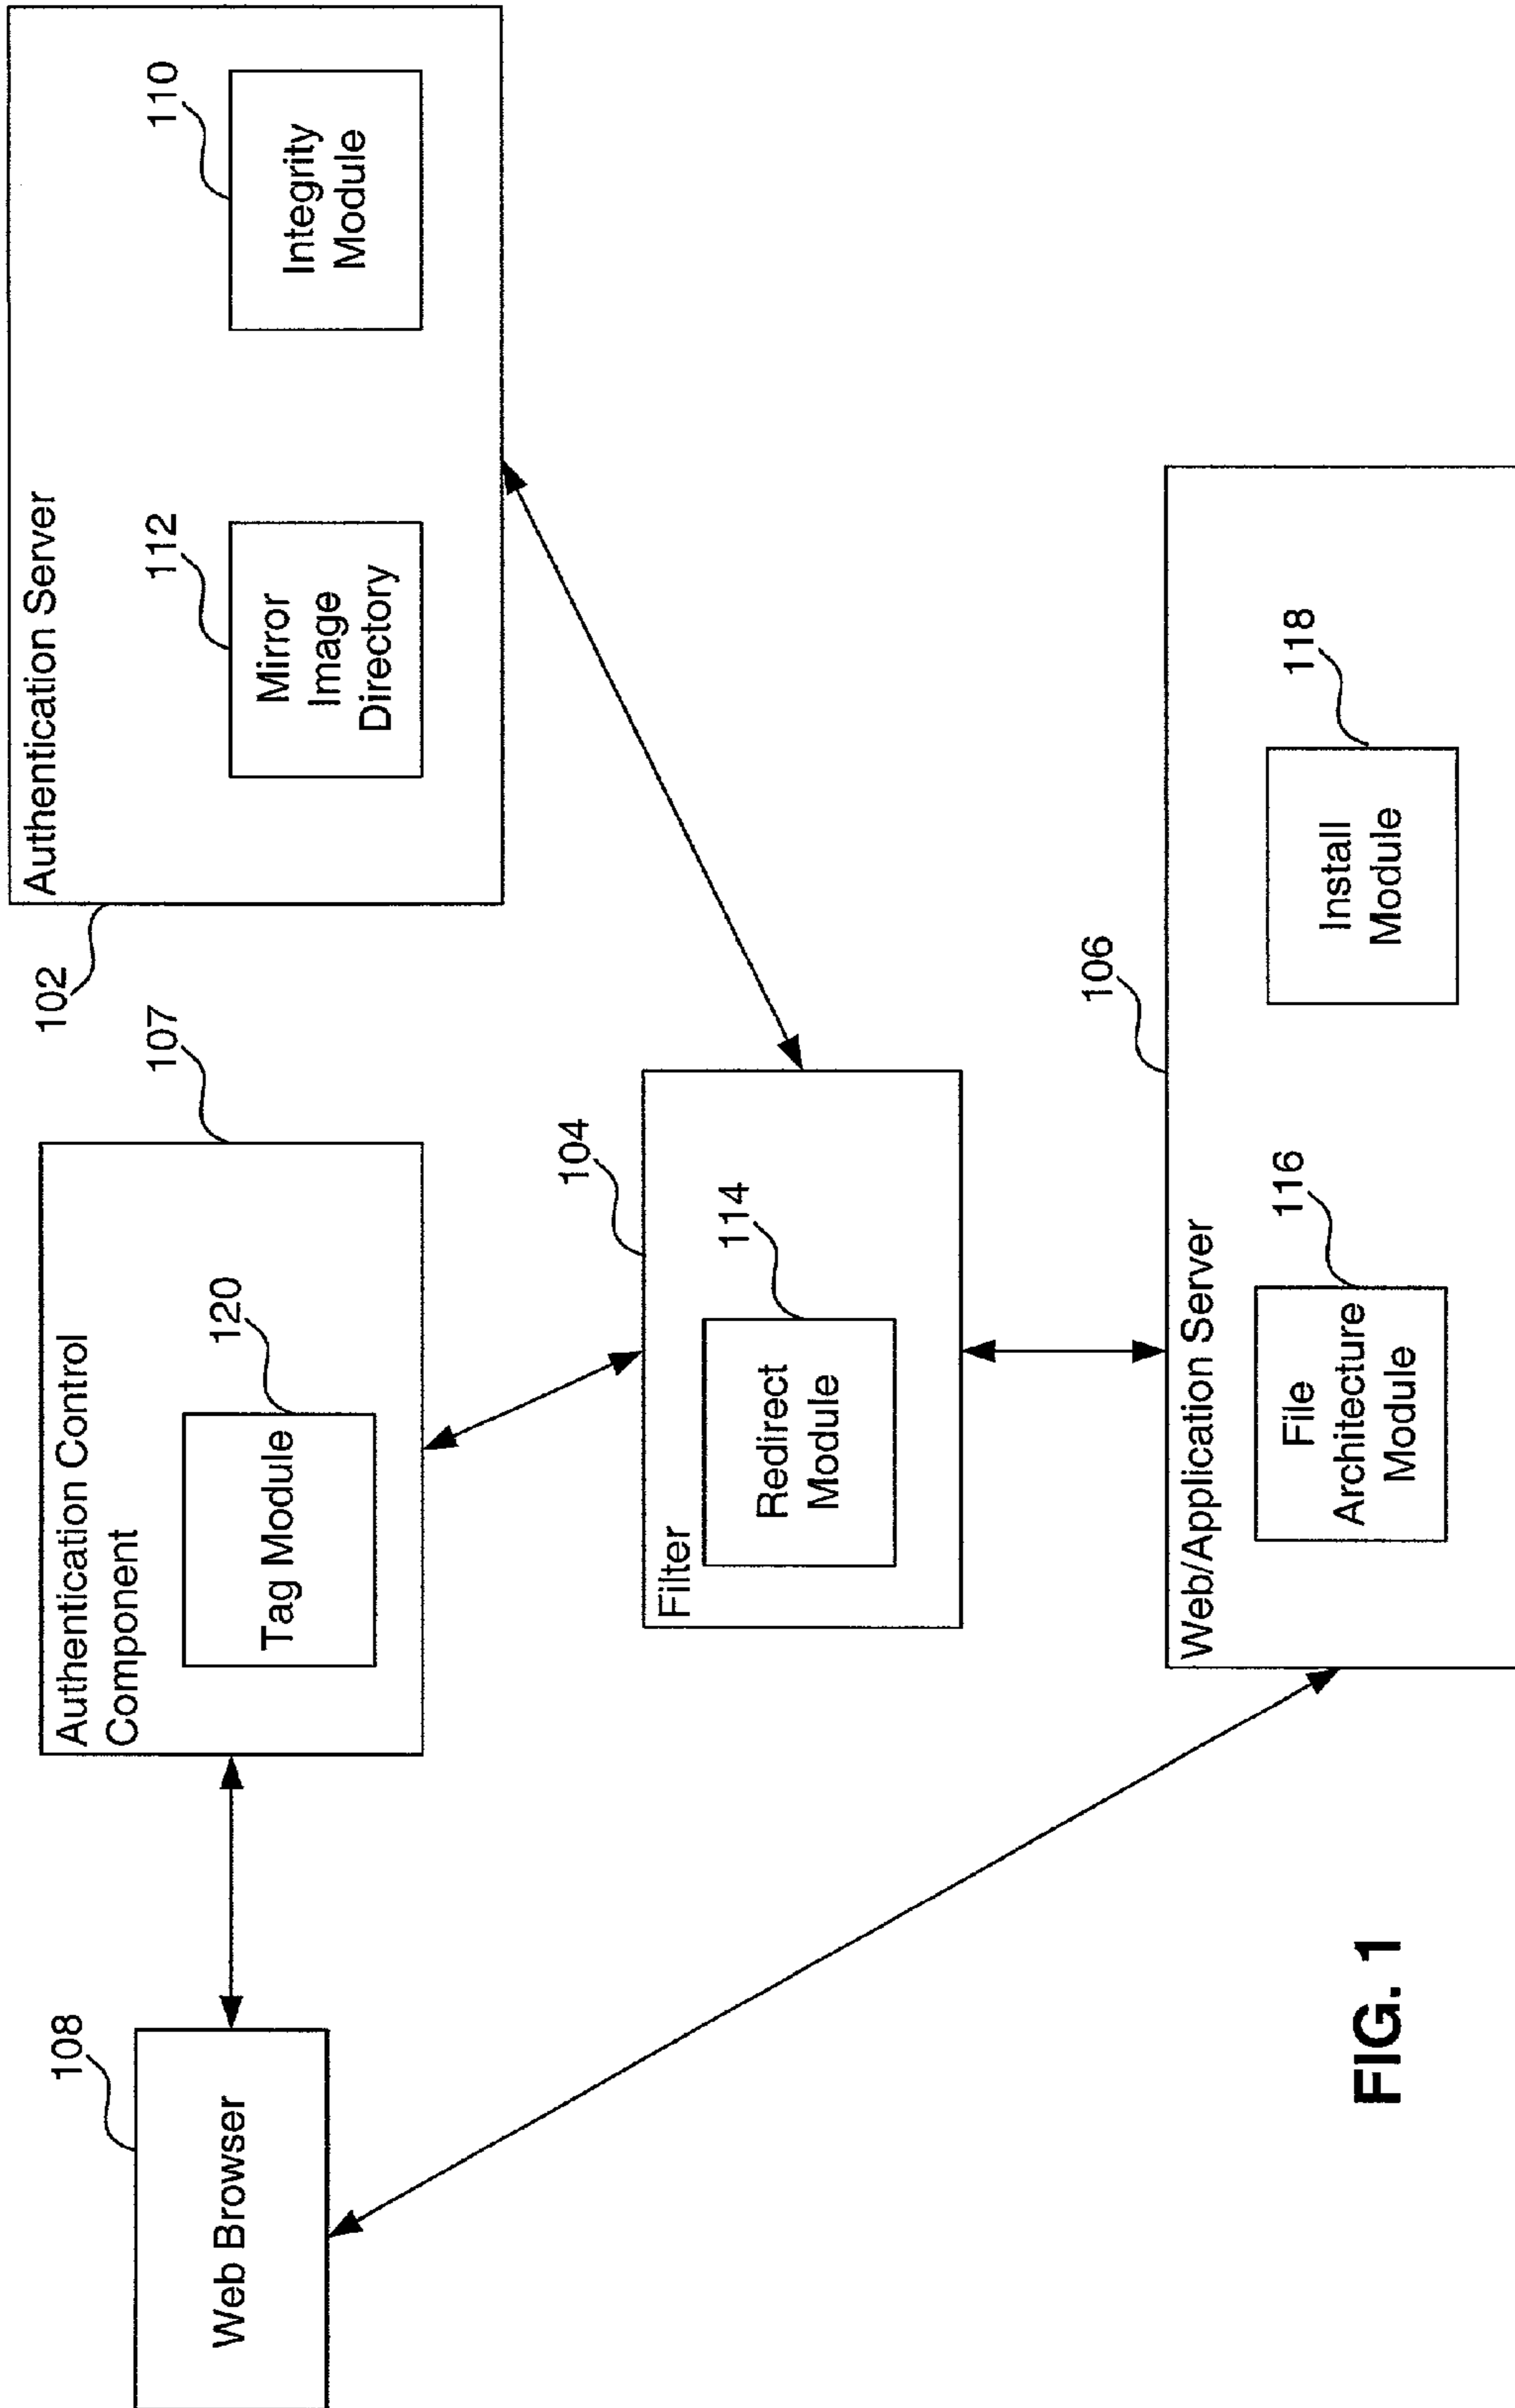 108
Web Browser
Authentication Control
Component
107
120
Tag Module
Authentication Server
102
112
Mirror
Image
Directory
110
Integrity
Module
104
Filter
114
Redirect
Module
106
Web/Application Server
116
File
Architecture
Module
118
Install
Module
FIG. 1